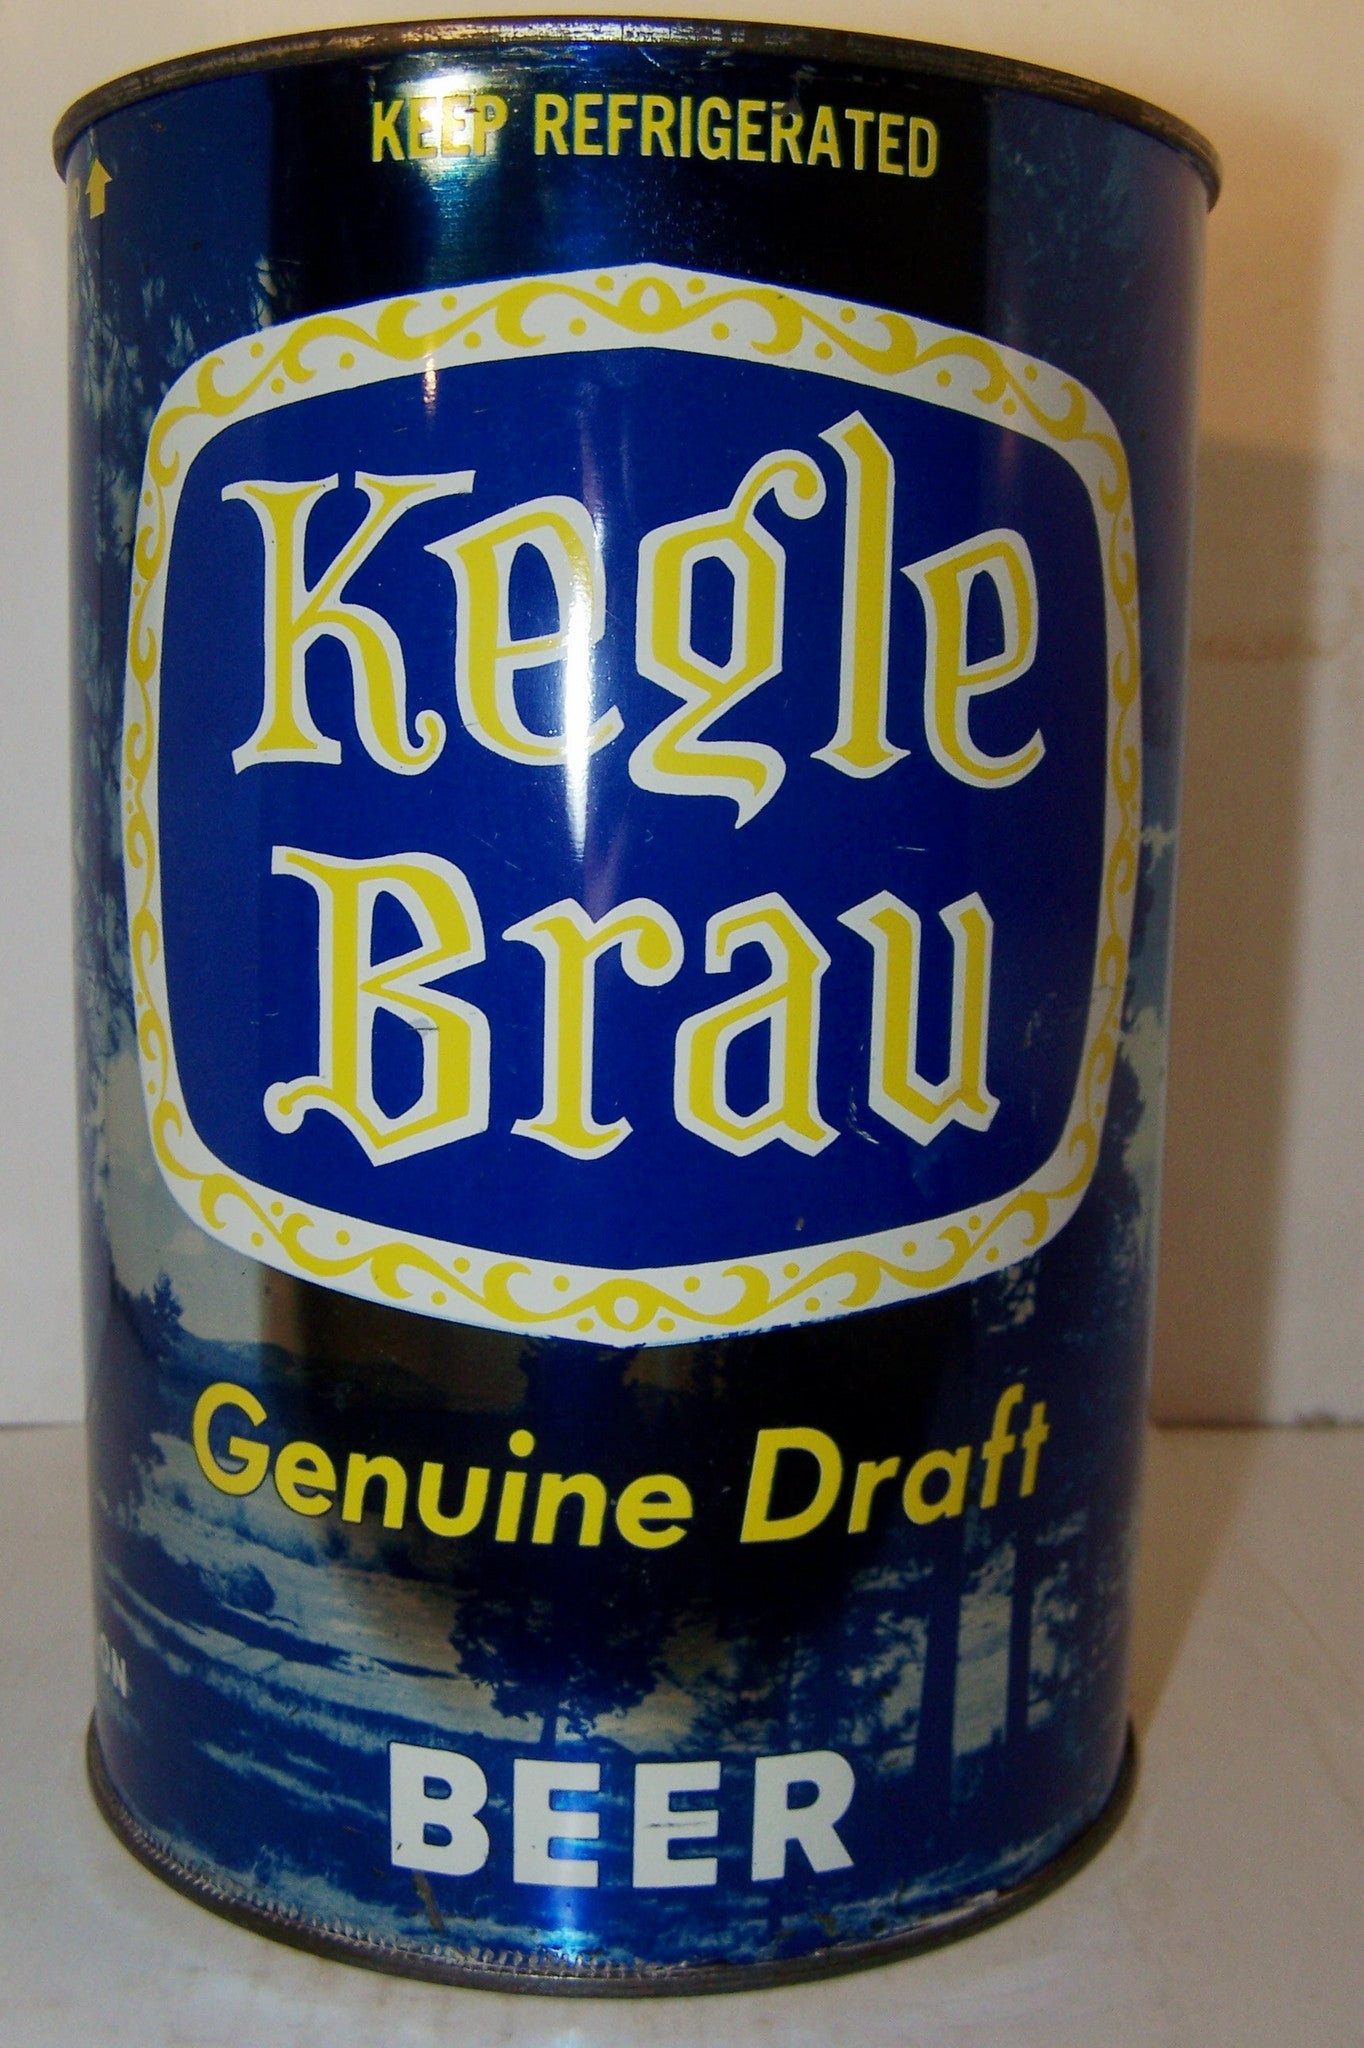 KEEP REFRIGERATED
Kegle
Brau
Genuine Draft
BEER